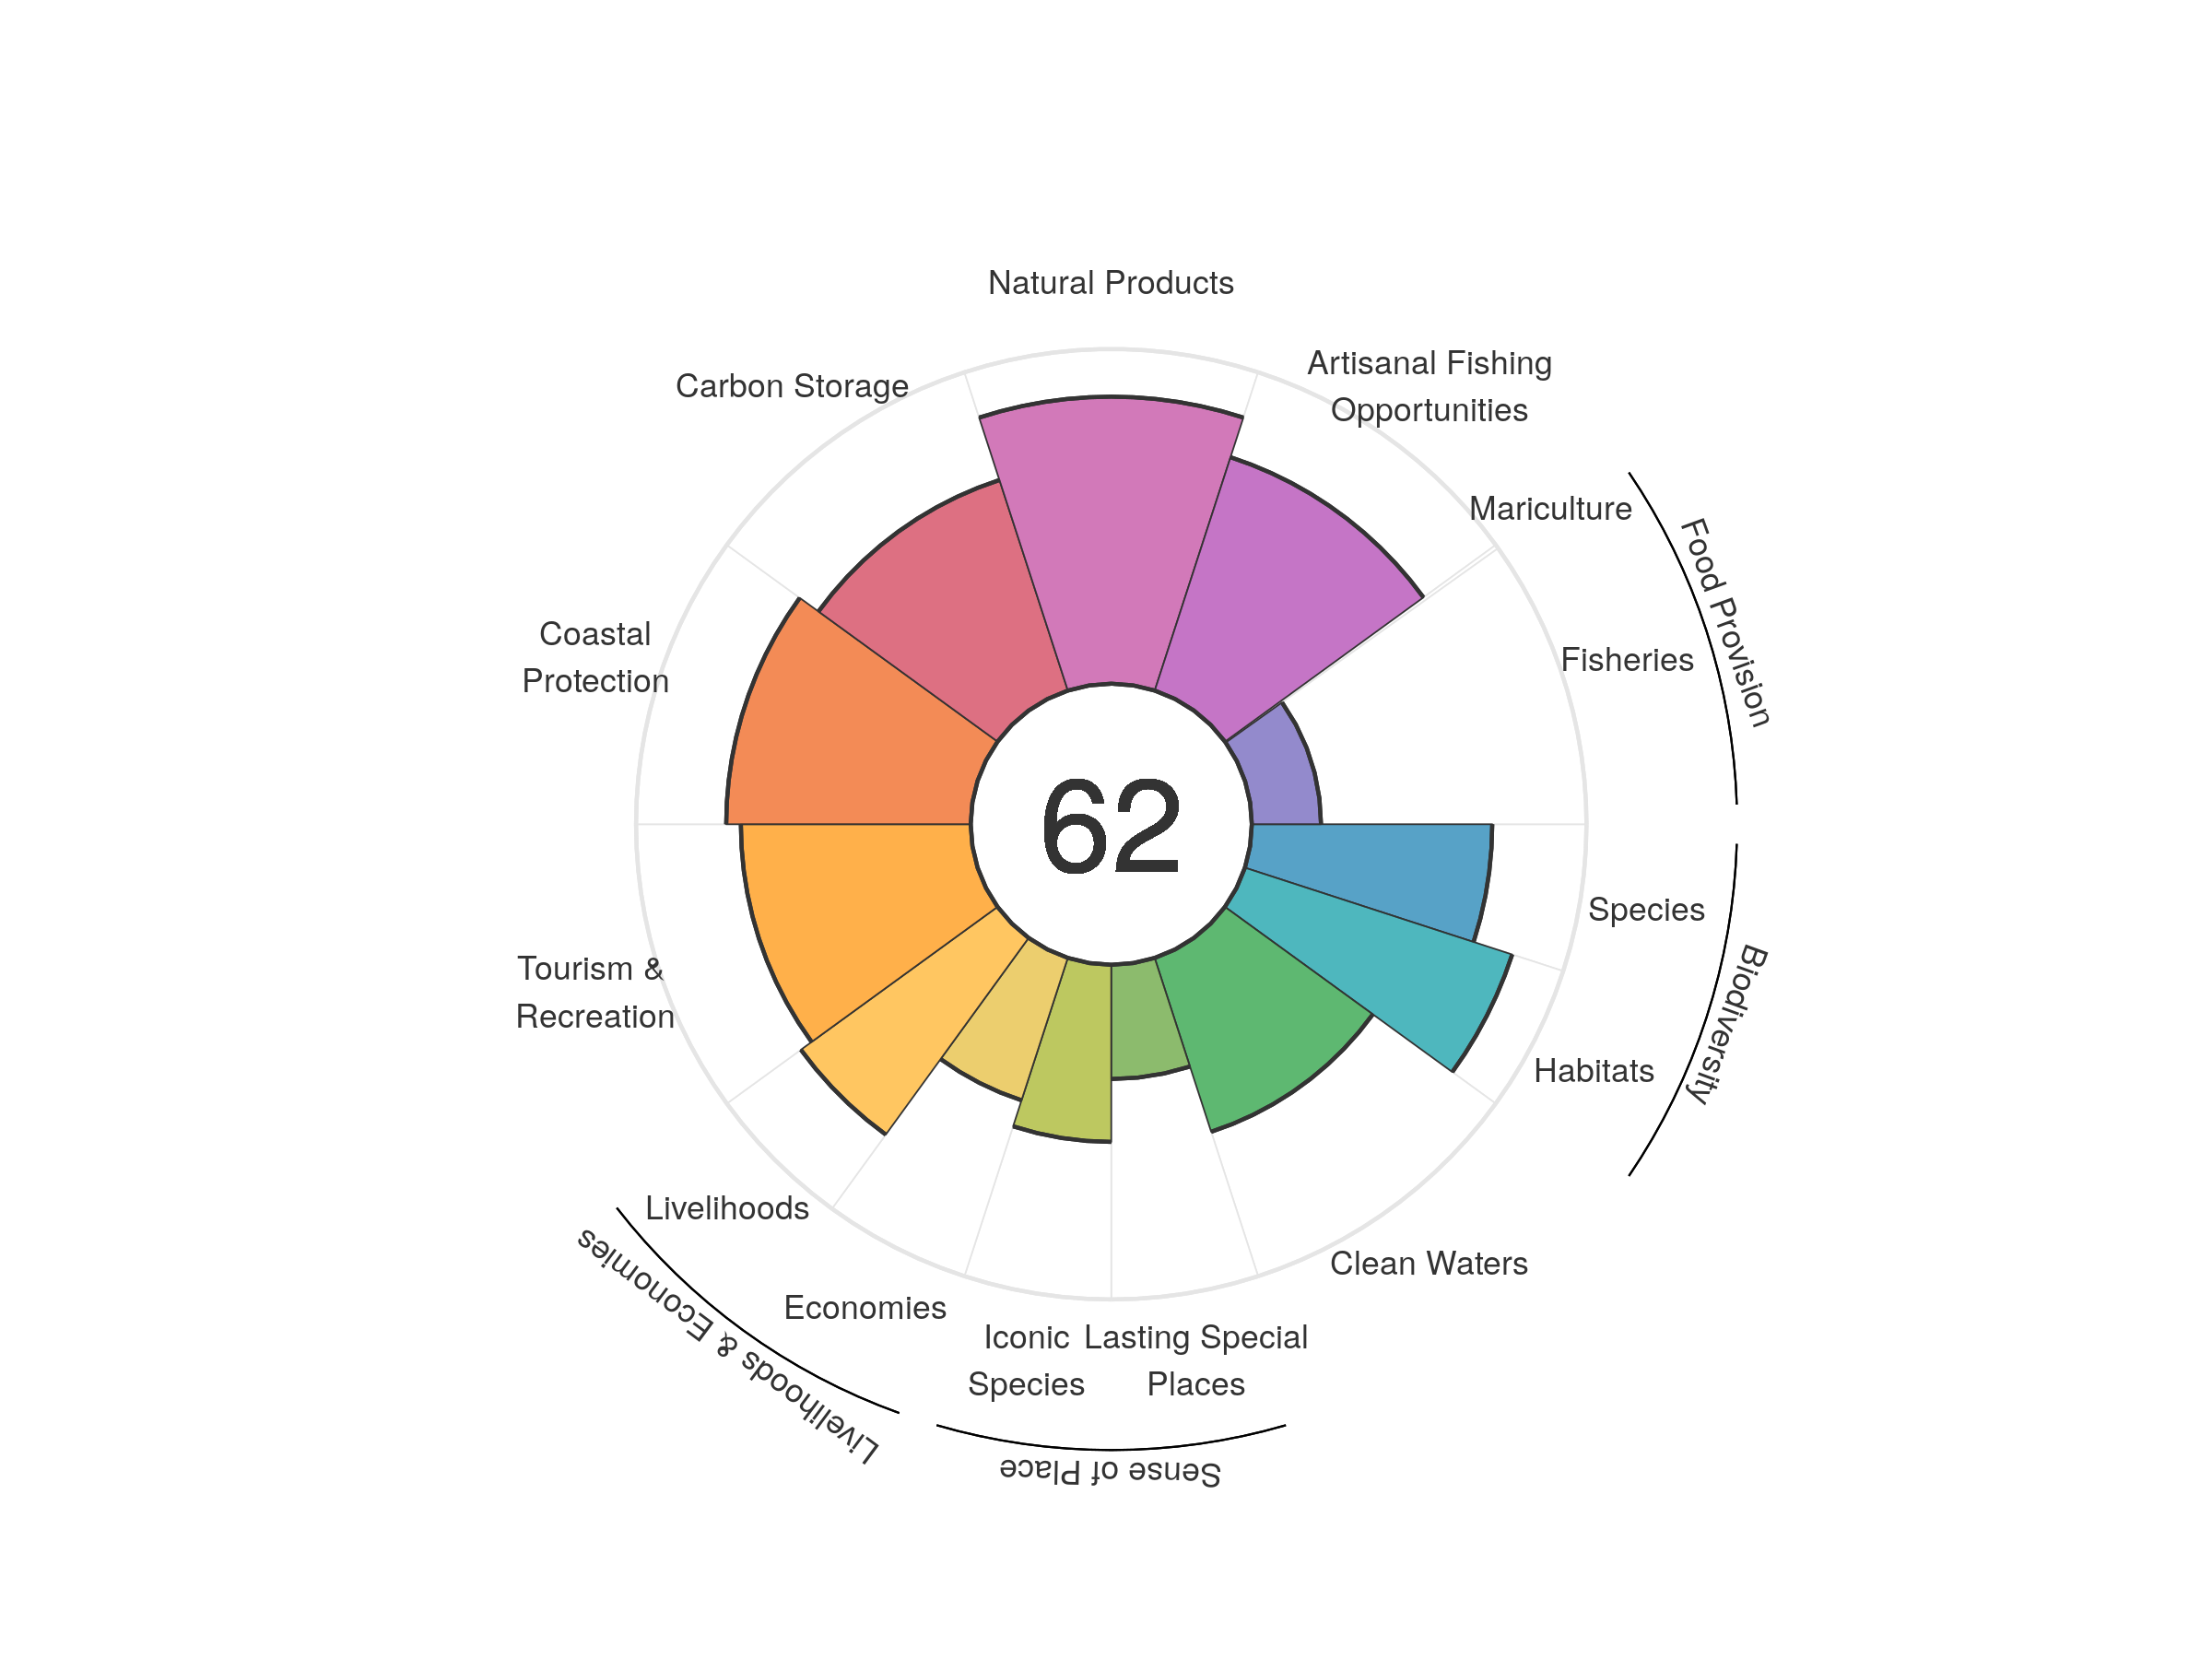 Natural Products
Artisanal Fishing
Opportunities
Carbon Storage
Mariculture
Food Provision
Coastal
Protection
Fisheries
62
Species
Biodiversity
Tourism &
Recreation
Habitats
Livelihoods
Livelihoods & Economies
Clean Waters
Economies
Iconic
Species
Lasting Special
Places
Sense of Place